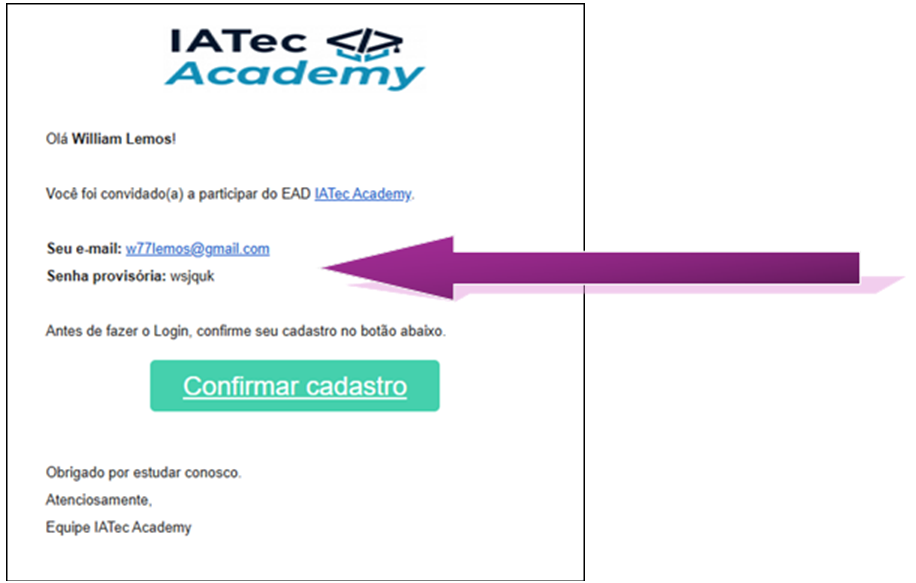 IATec
Academy
Olá William Lemos!
Você foi convidado(a) a participar do EAD IATec Academy.
Seu e-mail: w77lemos@gmail.com
Senha provisória: wsjquk
Antes de fazer o Login, confirme seu cadastro no botão abaixo.
Confirmar cadastro
Obrigado por estudar conosco.
Atenciosamente,
Equipe IATec Academy